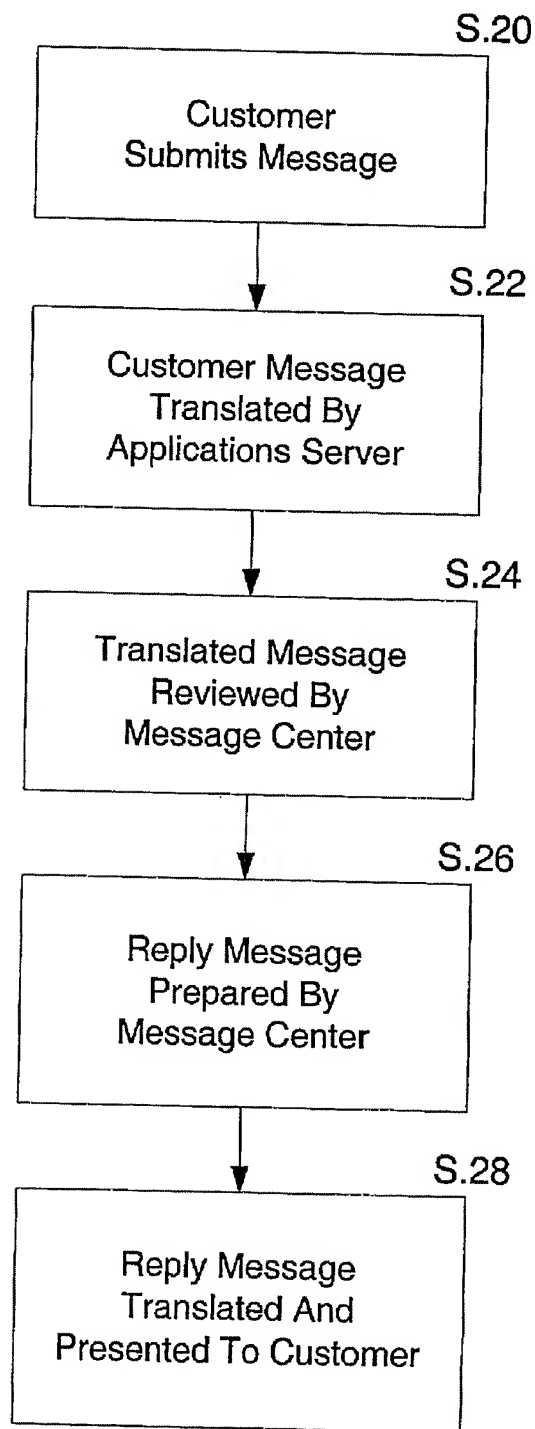 S.20
Customer
Submits Message
S.22
Customer Message
Translated By
Applications Server
S.24
Translated Message
Reviewed By
Message Center
S.26
Reply Message
Prepared By
Message Center
S.28
Reply Message
Translated And
Presented To Customer